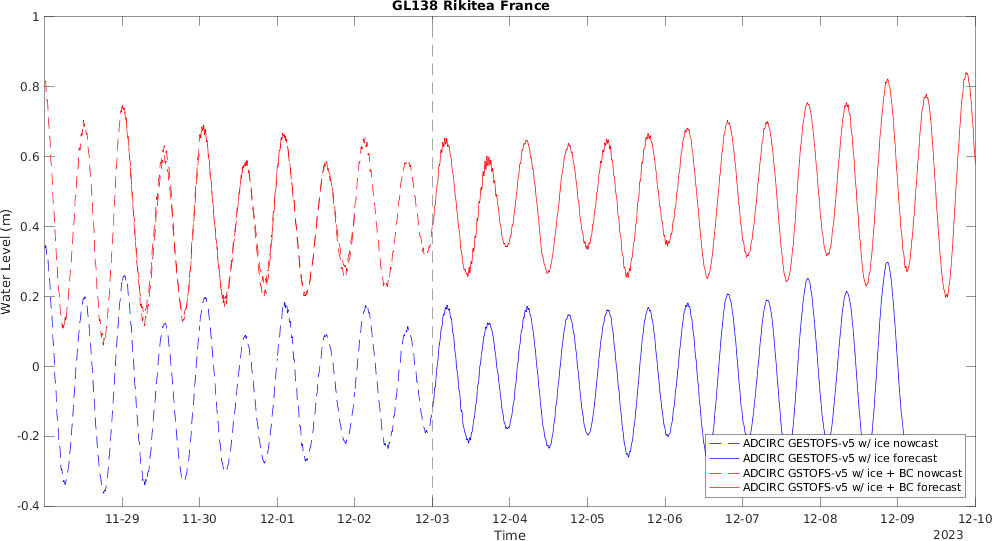 GL138 Rikitea France
1
0.8
0.6
0.4
0.2
0
-0.2
-0.4
Water Level (m)
ADCIRC GESTOFS-v5 w/ ice nowcast
ADCIRC GESTOFS-v5 w/ ice forecast
ADCIRC GSTOFS-v5 w/ ice + BC nowcast
ADCIRC GSTOFS-v5 w/ ice + BC forecast
11-29 11-30 12-01 12-02 12-03 12-04 12-05 12-06 12-07 12-08 12-09 12-10
Time
2023